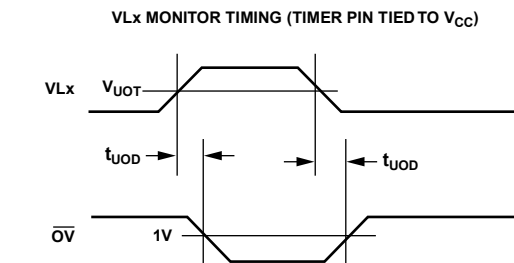 VLx MONITOR TIMING (TIMER PIN TIED TO VCC)
VLx
VUOT
tUOD
tUOD
OV
1V